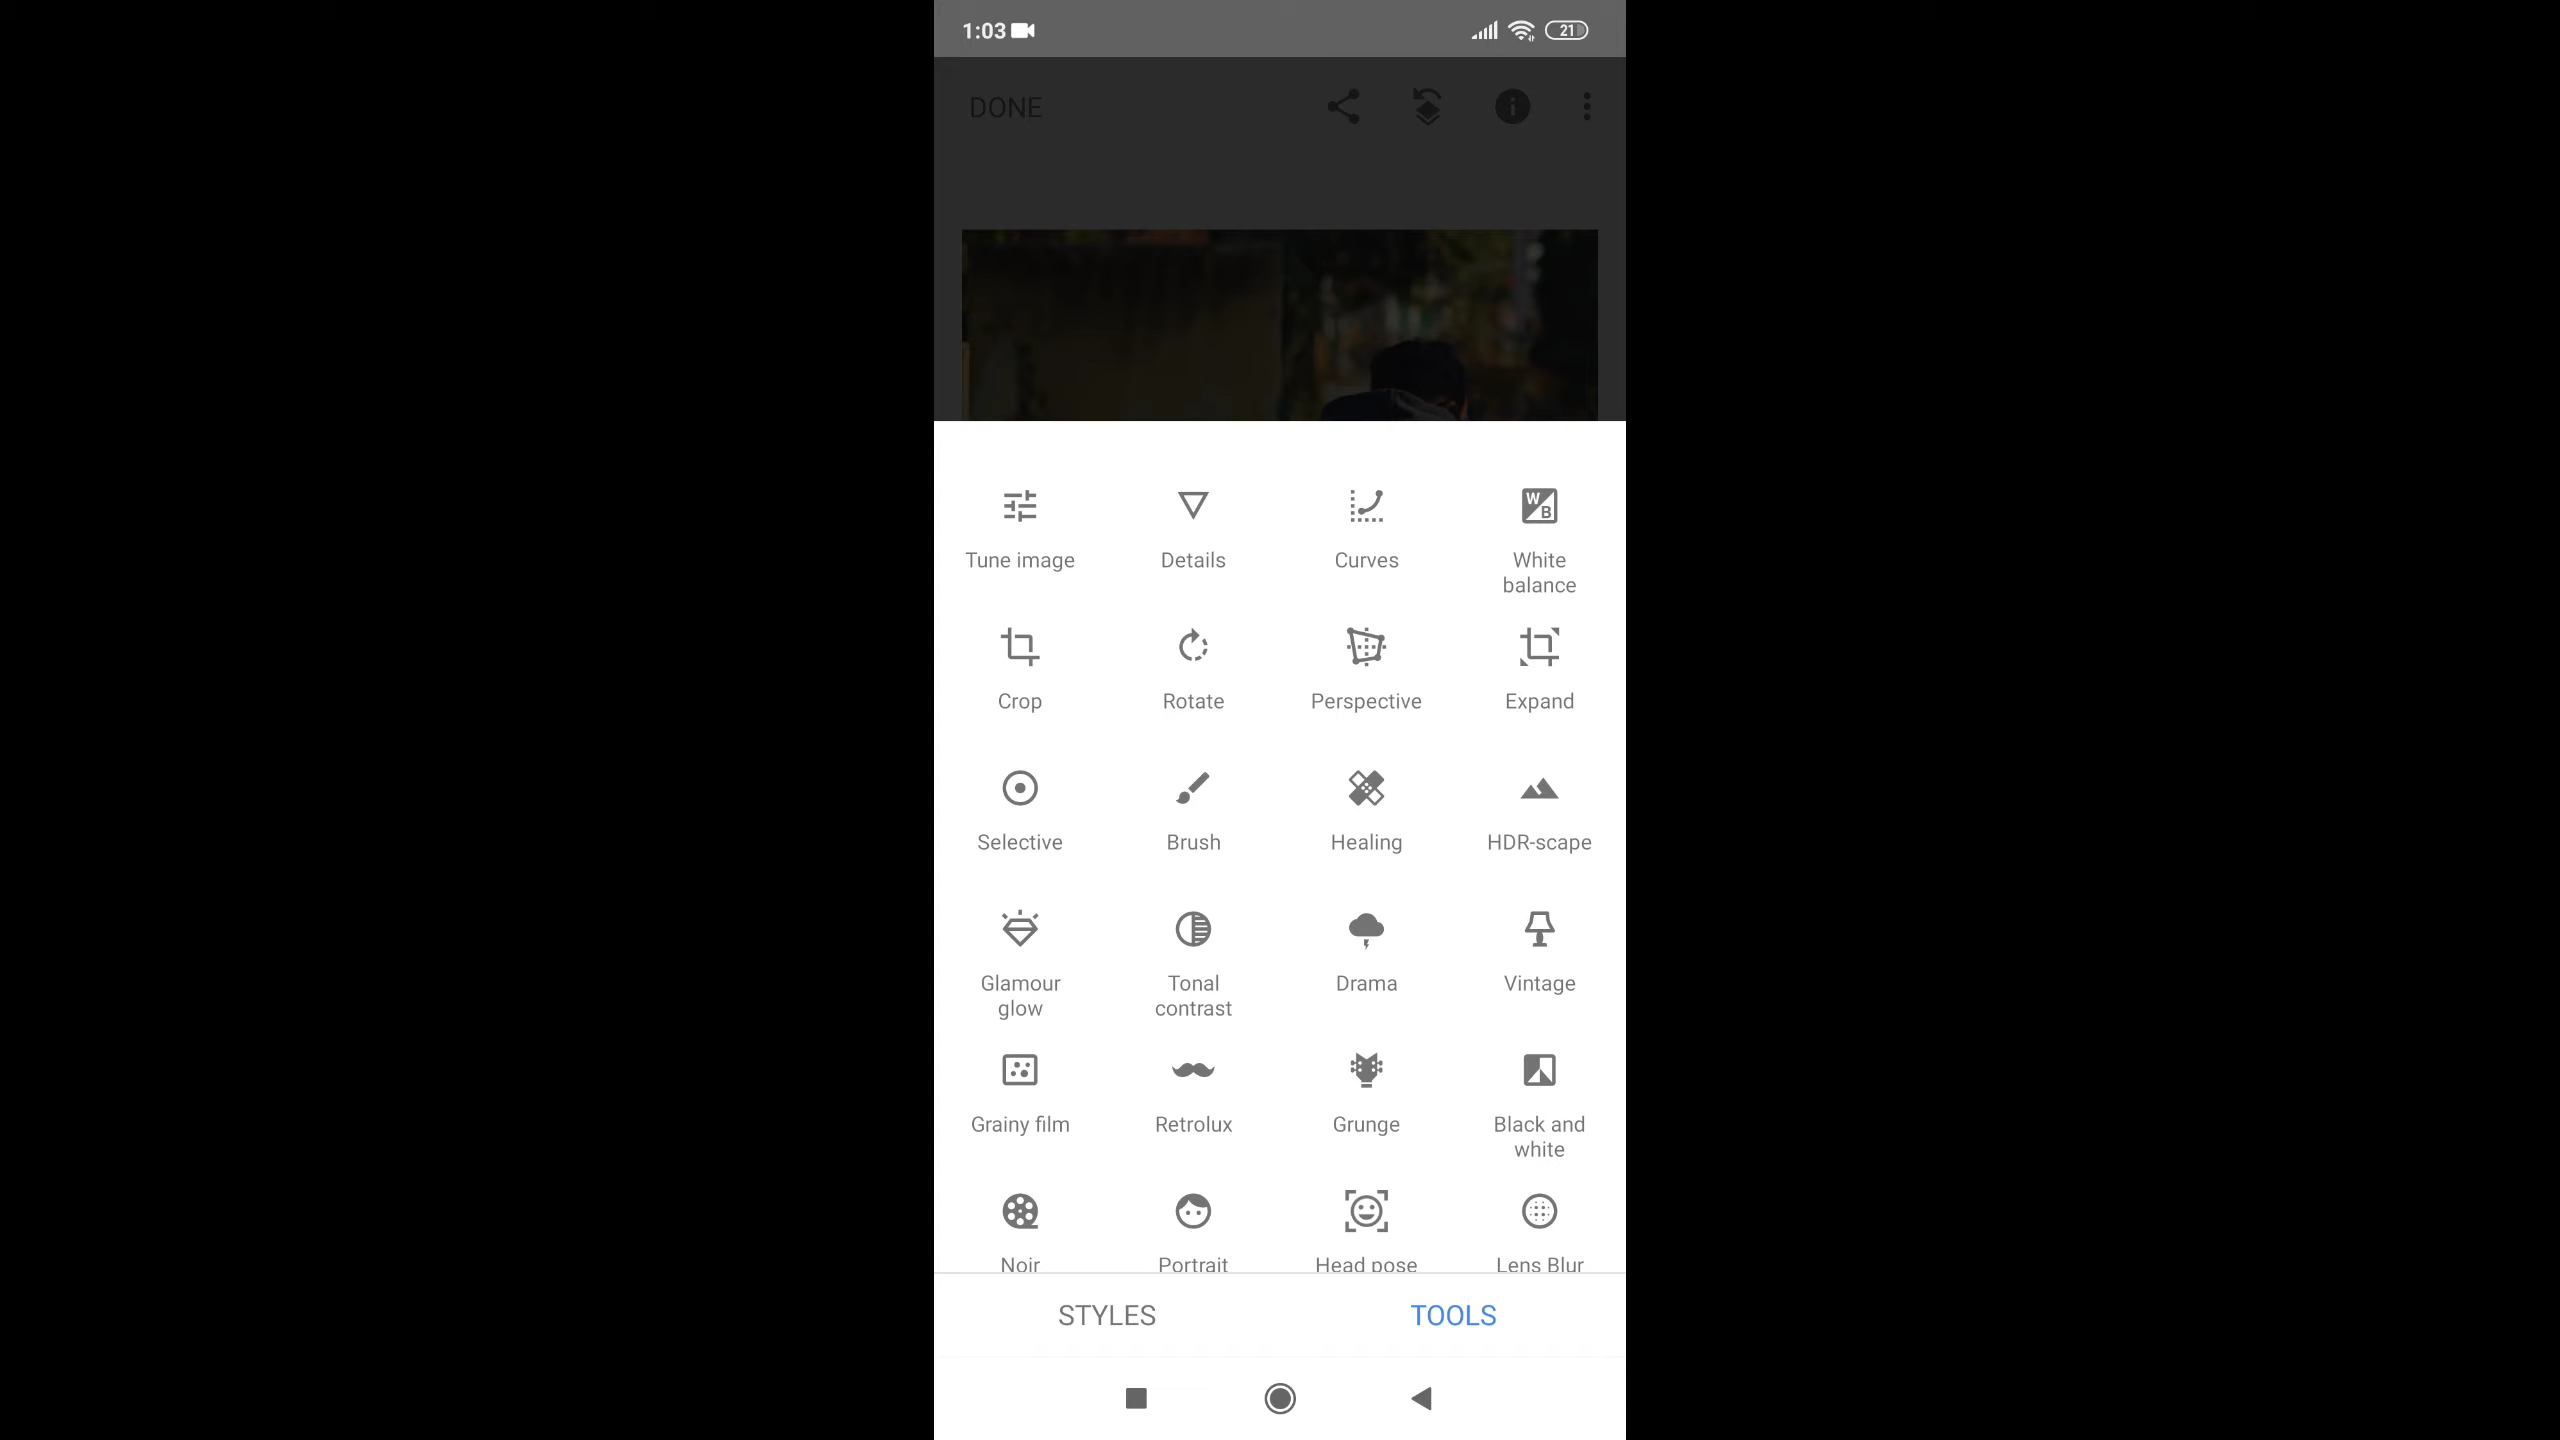 1:03
21
DONE
Tune image
Details
Curves
White
balance
Crop
Rotate
Perspective
Expand
Selective
Brush
Healing
HDR-scape
Glamour
glow
Tonal
contrast
Drama
Vintage
Grainy film
Retrolux
Grunge
Black and
white
Noir
Portrait
Head pose
Lens Blur
STYLES
TOOLS